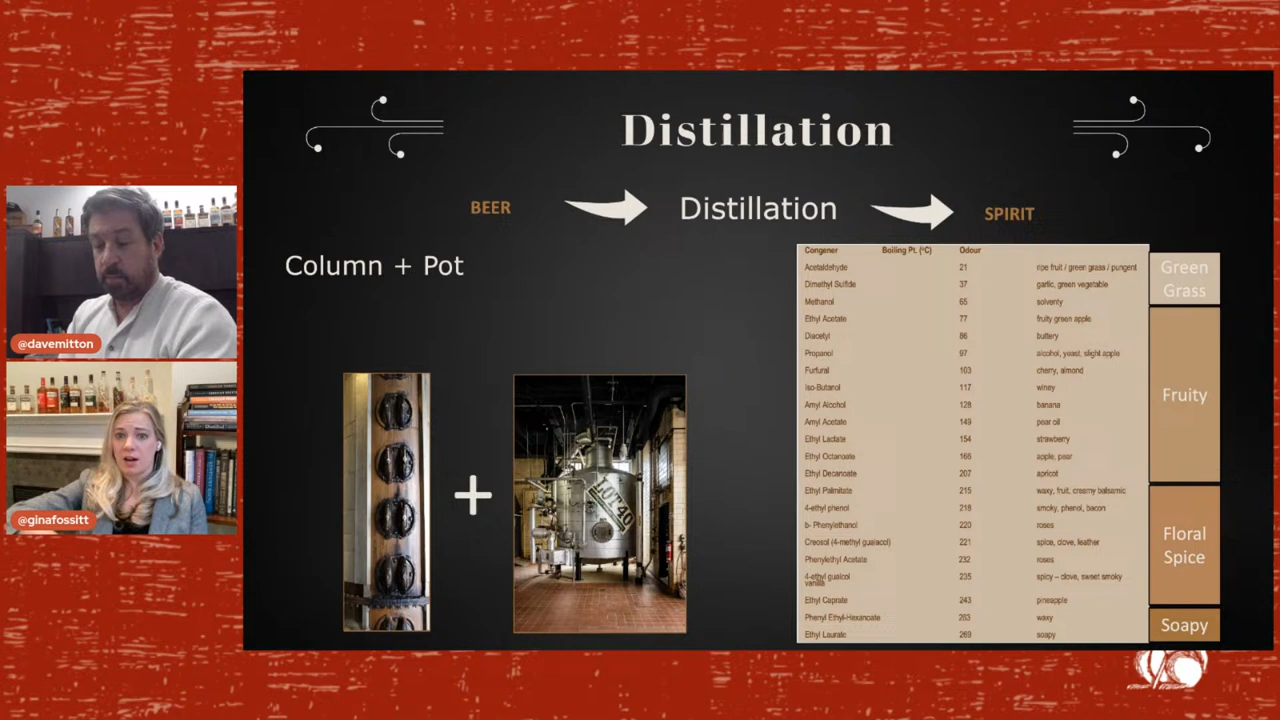 Distillation
BEER
Distillation
SPIRIT
Column + Pot
@davemitton
@ginafossitt
LOT 40
Congener Boiling Pt. (°C) Odour
Acetaldehyde 21 ripe fruit / green grass / pungent
Dimethyl Sulfide 37 garlic, green vegetable
Methanol 65 solventy
Ethyl Acetate 77 fruity green apple
Diacetyl 86 buttery
Propanol 97 alcohol, yeast, slight apple
Furfural 103 cherry, almond
Iso-Butanol 117 winey
Amyl Alcohol 128 banana
Amyl Acetate 149 pear oil
Ethyl Lactate 154 strawberry
Ethyl Octanoate 166 apple, pear
Ethyl Decanoate 207 apricot
Ethyl Palmitate 215 waxy, fruit, creamy balsamic
4-ethyl phenol 218 smoky, phenol, bacon
b- Phenylethanol 220 roses
Creosol (4-methyl guaiacol) 221 spice, clove, leather
Phenylethyl Acetate 232 roses
4-ethyl guaicol 235 spicy – clove, sweet smoky
vanilla
Ethyl Caprate 243 pineapple
Phenyl Ethyl-Hexanoate 263 waxy
Ethyl Laurate 269 soapy
Green
Grass
Fruity
Floral
Spice
Soapy